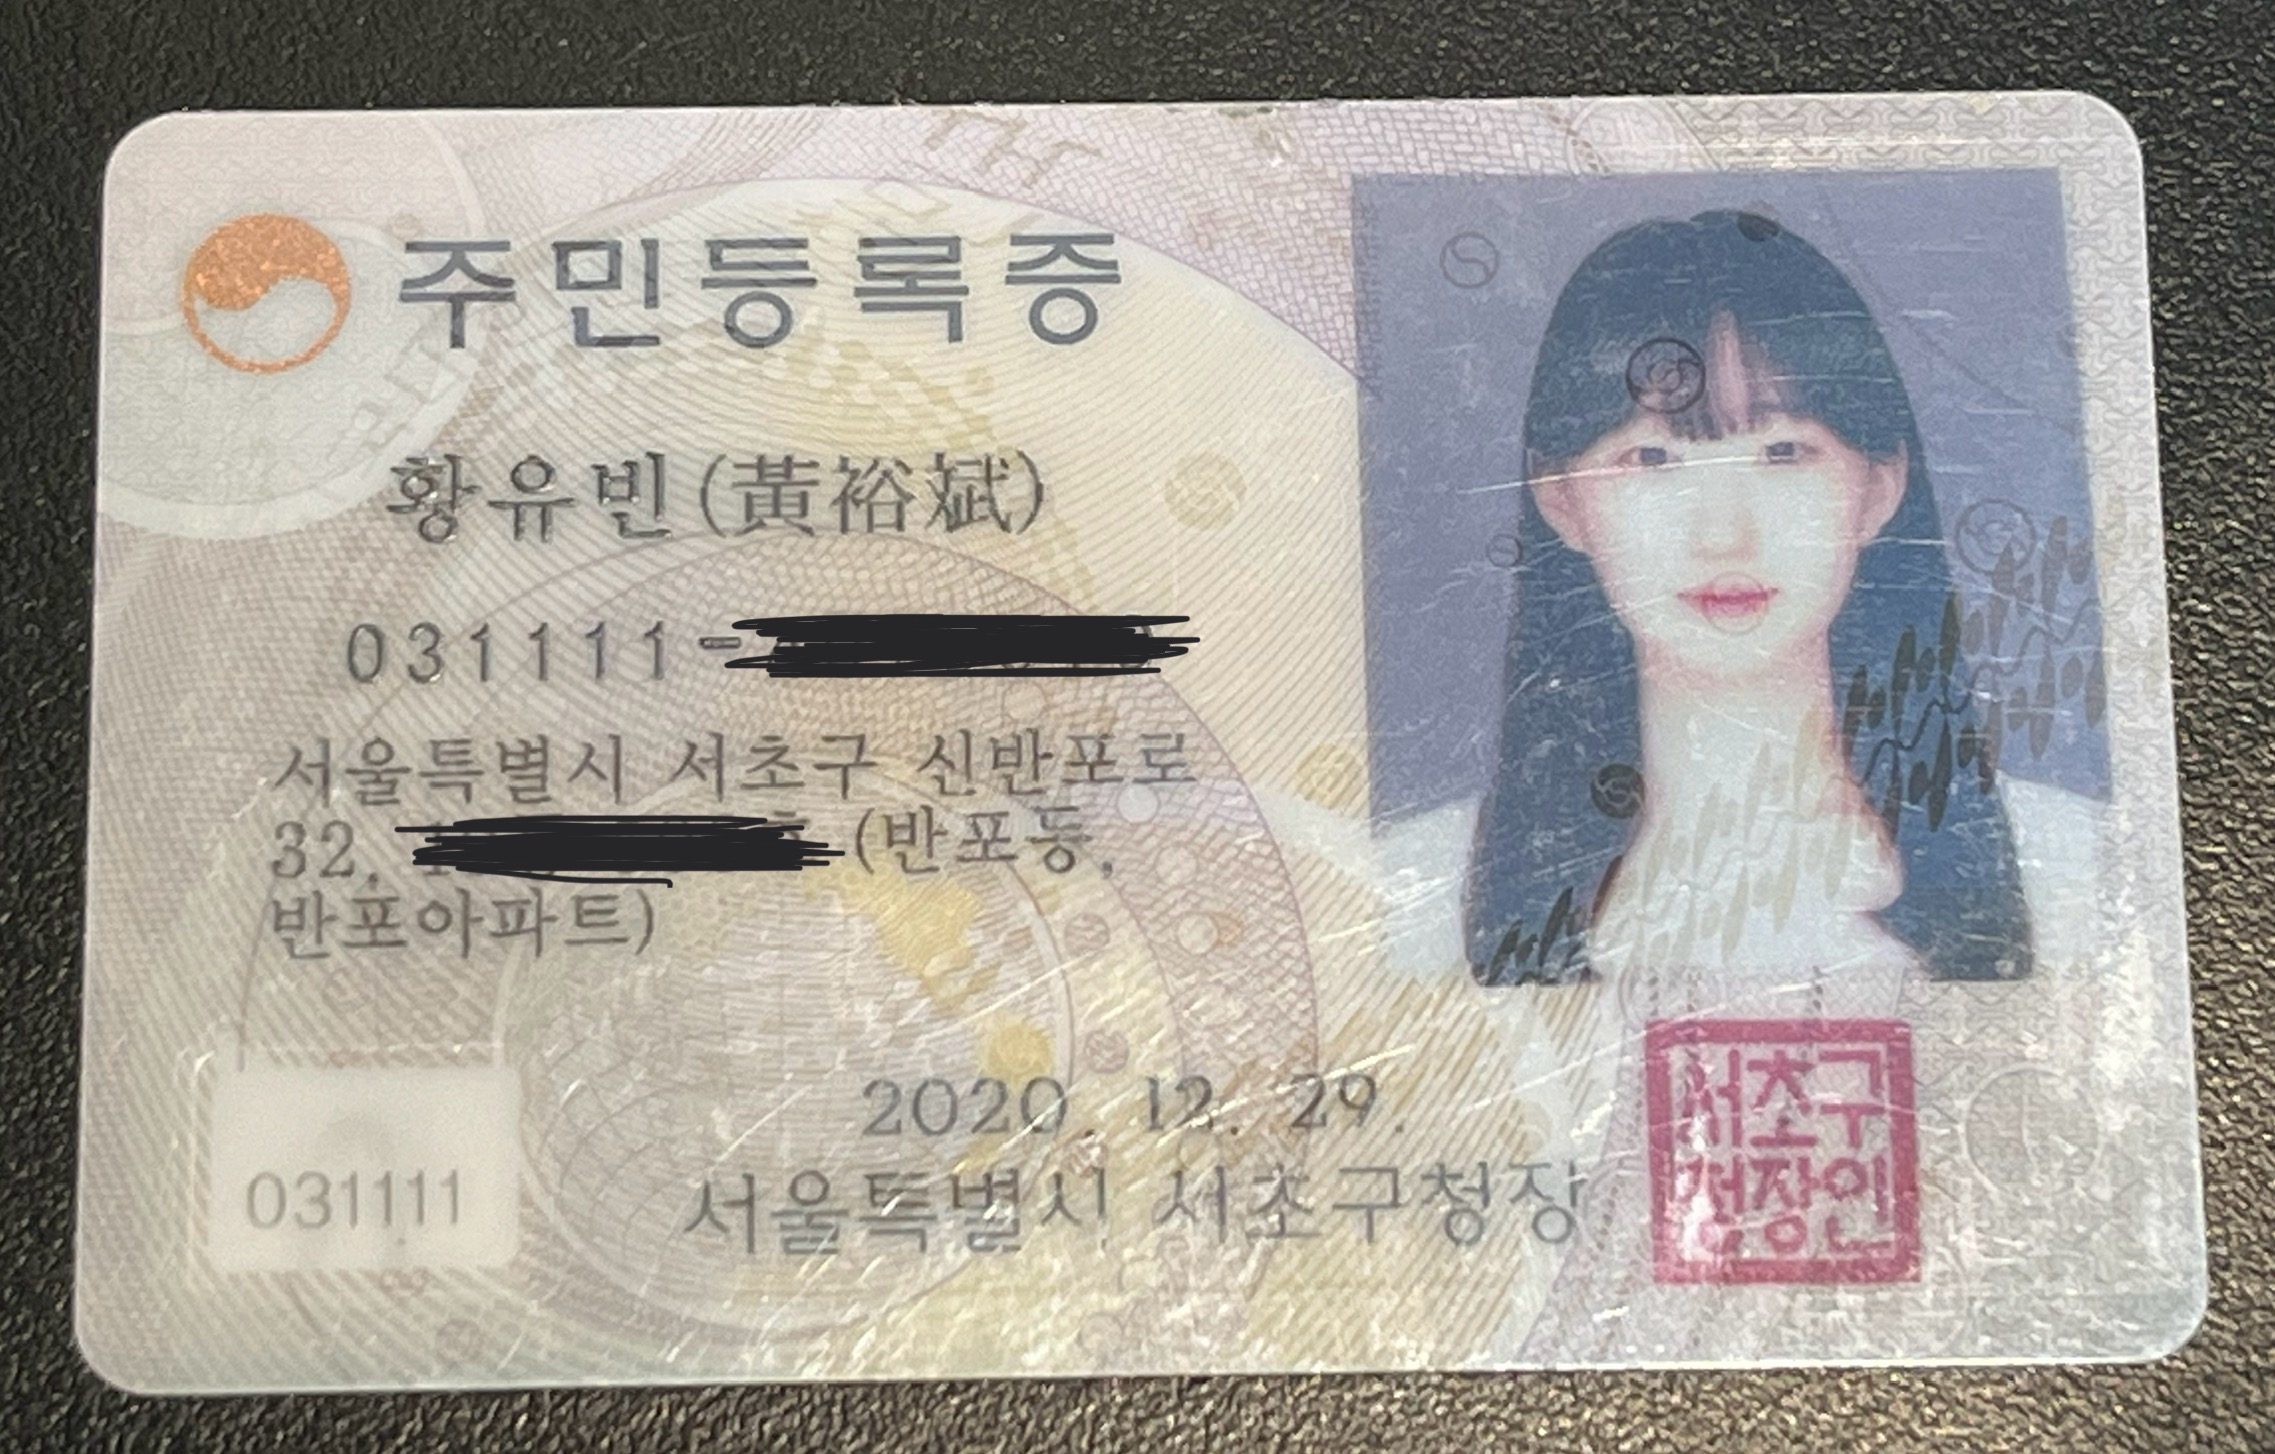 주민등록증
황유빈(黃裕斌)
031111-
서울특별시 서초구 신반포로
32, (반포동,
반포아파트)
2020. 12. 29.
서울특별시 서초구청장
서초구
청장인
031111